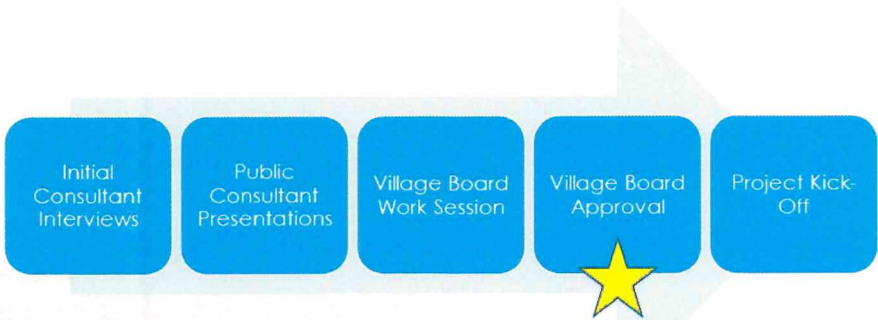 Initial
Consultant
Interviews
Public
Consultant
Presentations
Village Board
Work Session
Village Board
Approval
Project Kick-
Off